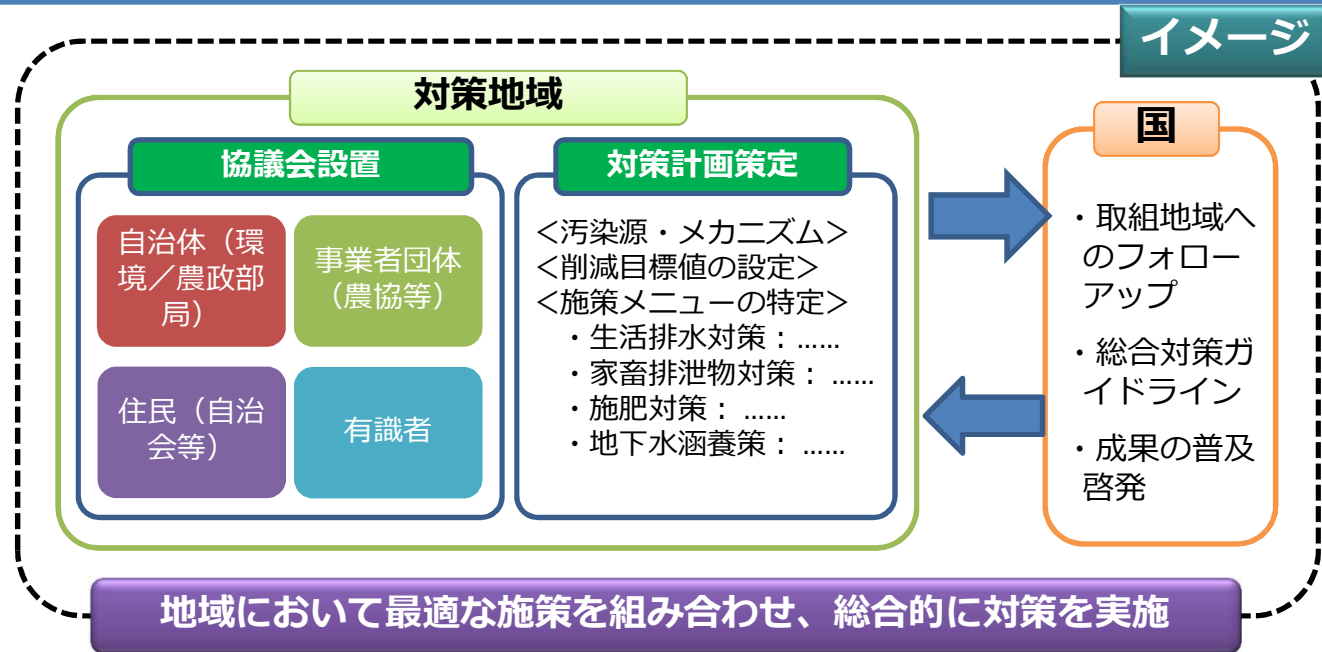 イメージ
対策地域
協議会設置
自治体（環
境／農政部
局）
事業者団体
（農協等）
住民（自治
会等）
有識者
対策計画策定
＜汚染源・メカニズム＞
＜削減目標値の設定＞
＜施策メニューの特定＞
・生活排水対策：……
・家畜排泄物対策：……
・施肥対策：……
・地下水涵養策：……
国
・取組地域へ
のフォロー
アップ
・総合対策ガ
イドライン
・成果の普及
啓発
地域において最適な施策を組み合わせ、総合的に対策を実施